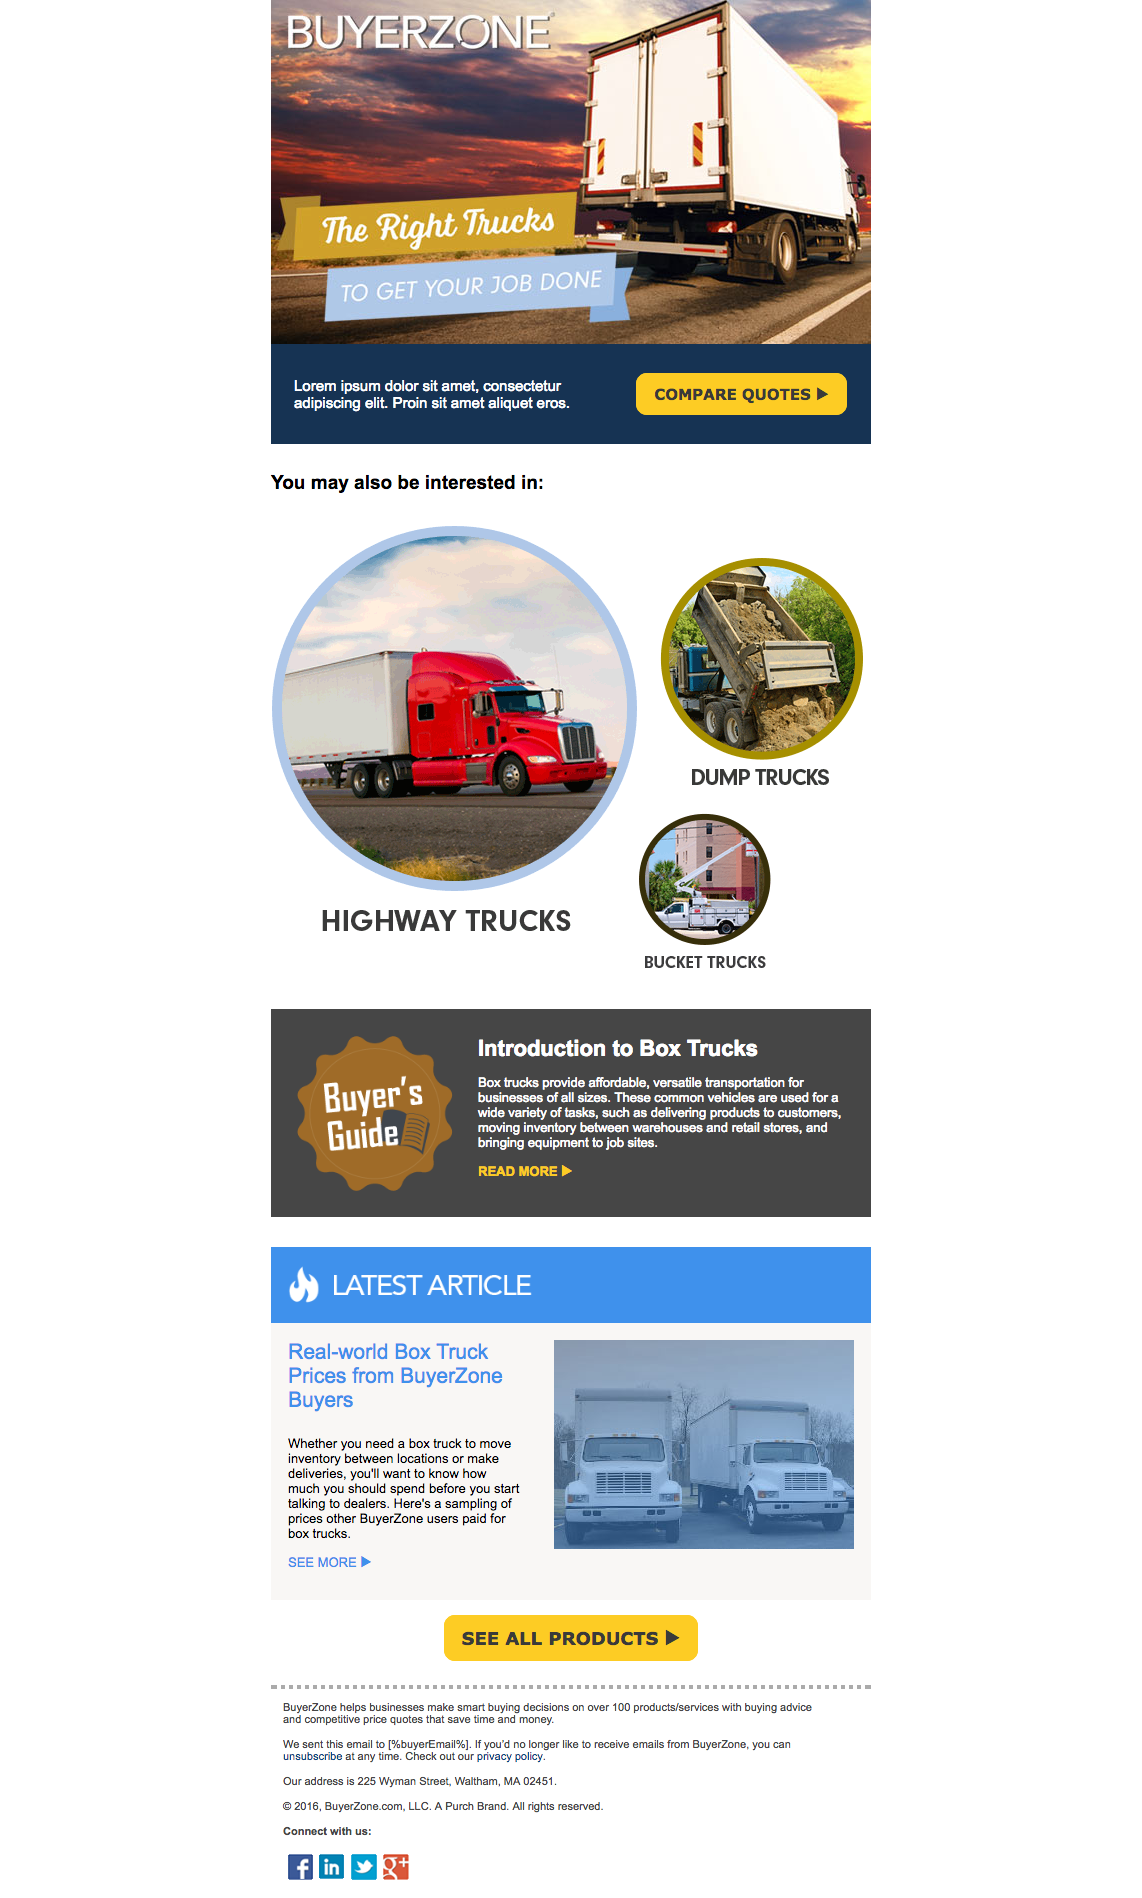 BUYERZONE®
The Right Trucks
TO GET YOUR JOB DONE
Lorem ipsum dolor sit amet, consectetur
adipiscing elit. Proin sit amet aliquet eros.
COMPARE QUOTES ▶
You may also be interested in:
DUMP TRUCKS
HIGHWAY TRUCKS
BUCKET TRUCKS
Buyer's
Guide
Introduction to Box Trucks
Box trucks provide affordable, versatile transportation for
businesses of all sizes. These common vehicles are used for a
wide variety of tasks, such as delivering products to customers,
moving inventory between warehouses and retail stores, and
bringing equipment to job sites.
READ MORE ▶
LATEST ARTICLE
Real-world Box Truck
Prices from BuyerZone
Buyers
Whether you need a box truck to move
inventory between locations or make
deliveries, you'll want to know how
much you should spend before you start
talking to dealers. Here's a sampling of
prices other BuyerZone users paid for
box trucks.
SEE MORE ▶
SEE ALL PRODUCTS ▶
BuyerZone helps businesses make smart buying decisions on over 100 products/services with buying advice
and competitive price quotes that save time and money.
We sent this email to [%buyerEmail%]. If you'd no longer like to receive emails from BuyerZone, you can
unsubscribe at any time. Check out our privacy policy.
Our address is 225 Wyman Street, Waltham, MA 02451.
© 2016, BuyerZone.com, LLC. A Purch Brand. All rights reserved.
Connect with us:
f in g+